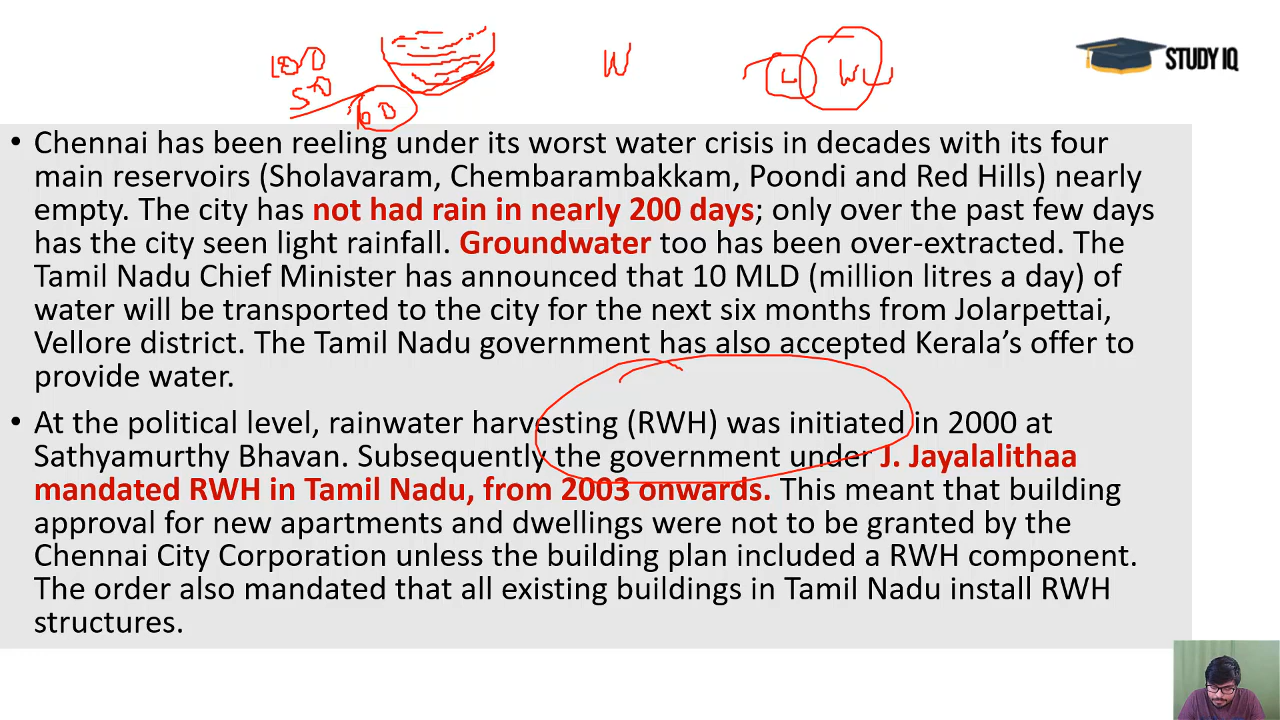 W
L W
STUDY IQ
• Chennai has been reeling under its worst water crisis in decades with its four
main reservoirs (Sholavaram, Chembarambakkam, Poondi and Red Hills) nearly
empty. The city has not had rain in nearly 200 days; only over the past few days
has the city seen light rainfall. Groundwater too has been over-extracted. The
Tamil Nadu Chief Minister has announced that 10 MLD (million litres a day) of
water will be transported to the city for the next six months from Jolarpettai,
Vellore district. The Tamil Nadu government has also accepted Kerala’s offer to
provide water.
• At the political level, rainwater harvesting (RWH) was initiated in 2000 at
Sathyamurthy Bhavan. Subsequently the government under J. Jayalalithaa
mandated RWH in Tamil Nadu, from 2003 onwards. This meant that building
approval for new apartments and dwellings were not to be granted by the
Chennai City Corporation unless the building plan included a RWH component.
The order also mandated that all existing buildings in Tamil Nadu install RWH
structures.